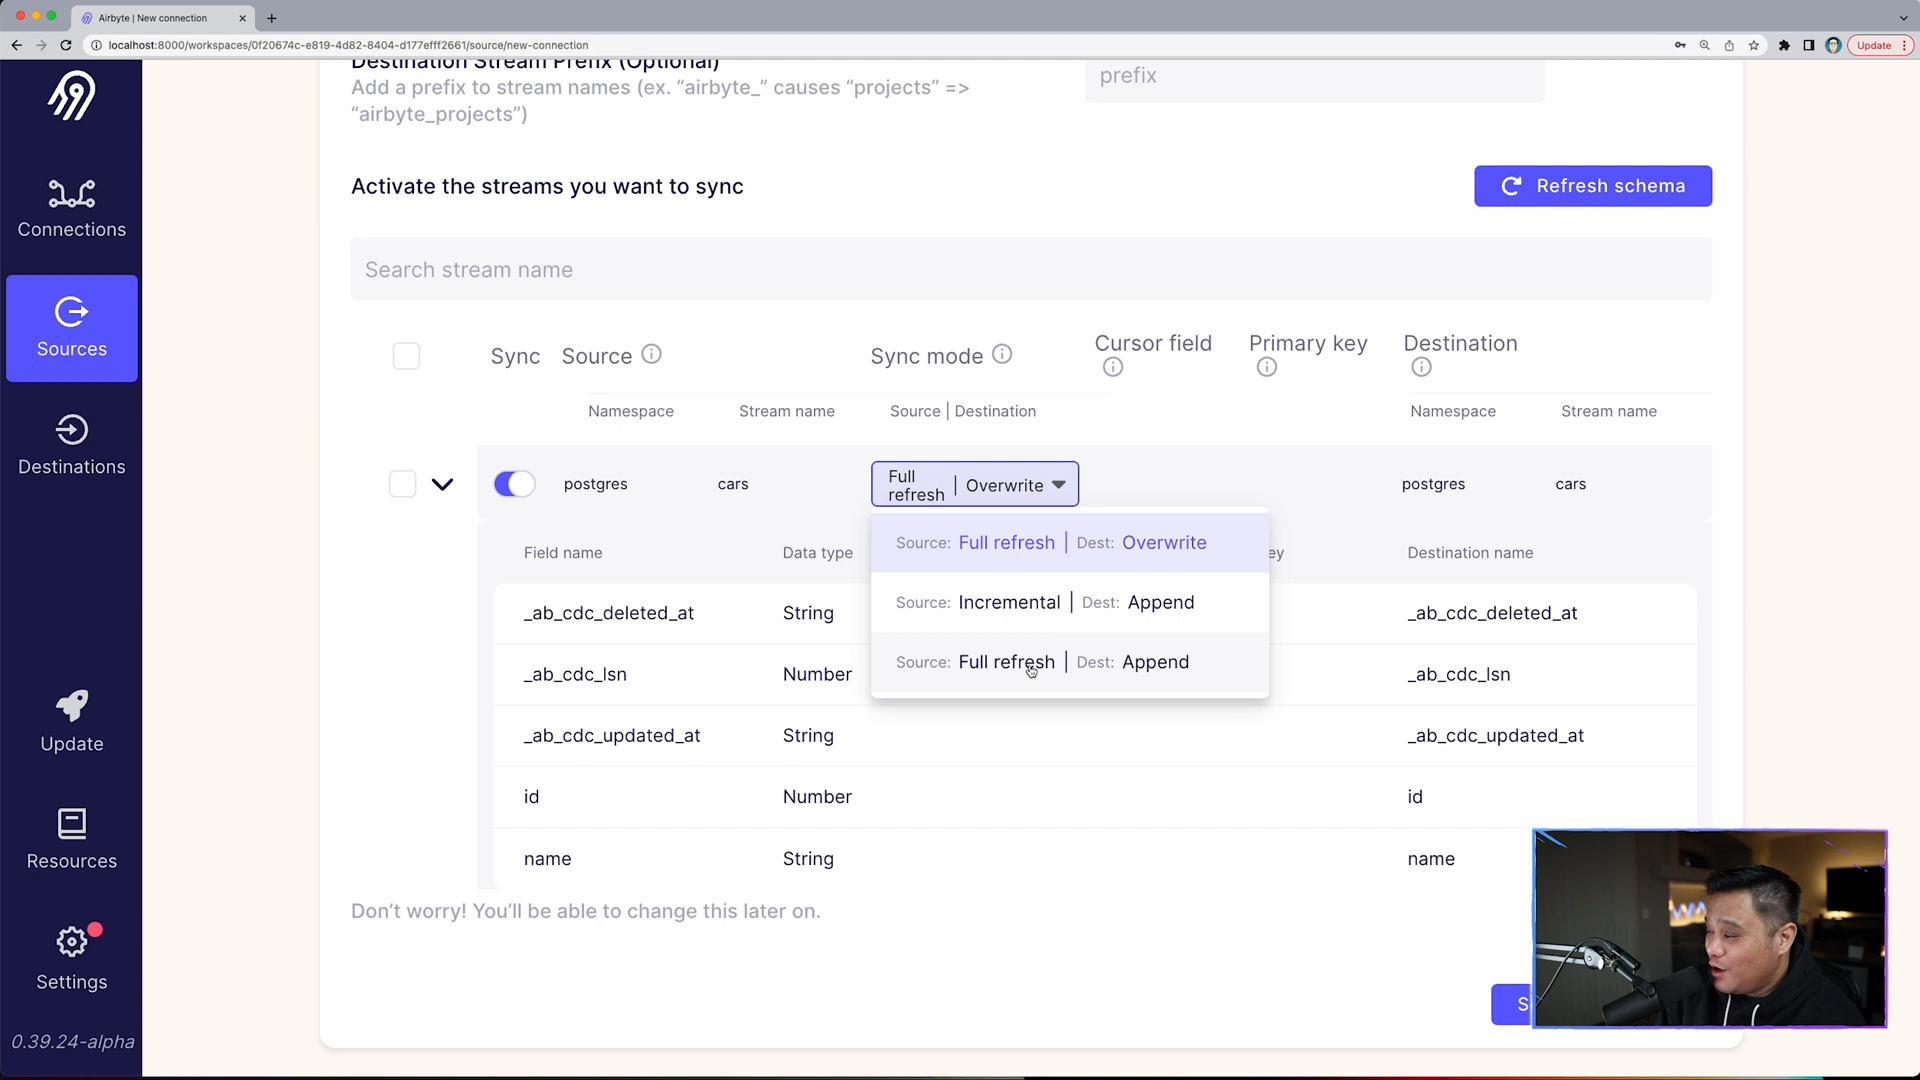 Airbyte | New connection
localhost:8000/workspaces/0f20674c-e819-4d82-8404-d177efff2661/source/new-connection
Update
Connections
Sources
Destinations
Update
Resources
Settings
0.39.24-alpha
Destination Stream Prefix (Optional)
Add a prefix to stream names (ex. “airbyte_” causes “projects” =>
“airbyte_projects”)
prefix
Activate the streams you want to sync
Refresh schema
Search stream name
Sync Source Sync mode Cursor field Primary key Destination
Namespace Stream name Source | Destination Namespace Stream name
postgres cars Full refresh | Overwrite postgres cars
Source: Full refresh | Dest: Overwrite
Source: Incremental | Dest: Append
Source: Full refresh | Dest: Append
Field name Data type ey Destination name
_ab_cdc_deleted_at String _ab_cdc_deleted_at
_ab_cdc_lsn Number _ab_cdc_lsn
_ab_cdc_updated_at String _ab_cdc_updated_at
id Number id
name String name
Don’t worry! You’ll be able to change this later on.